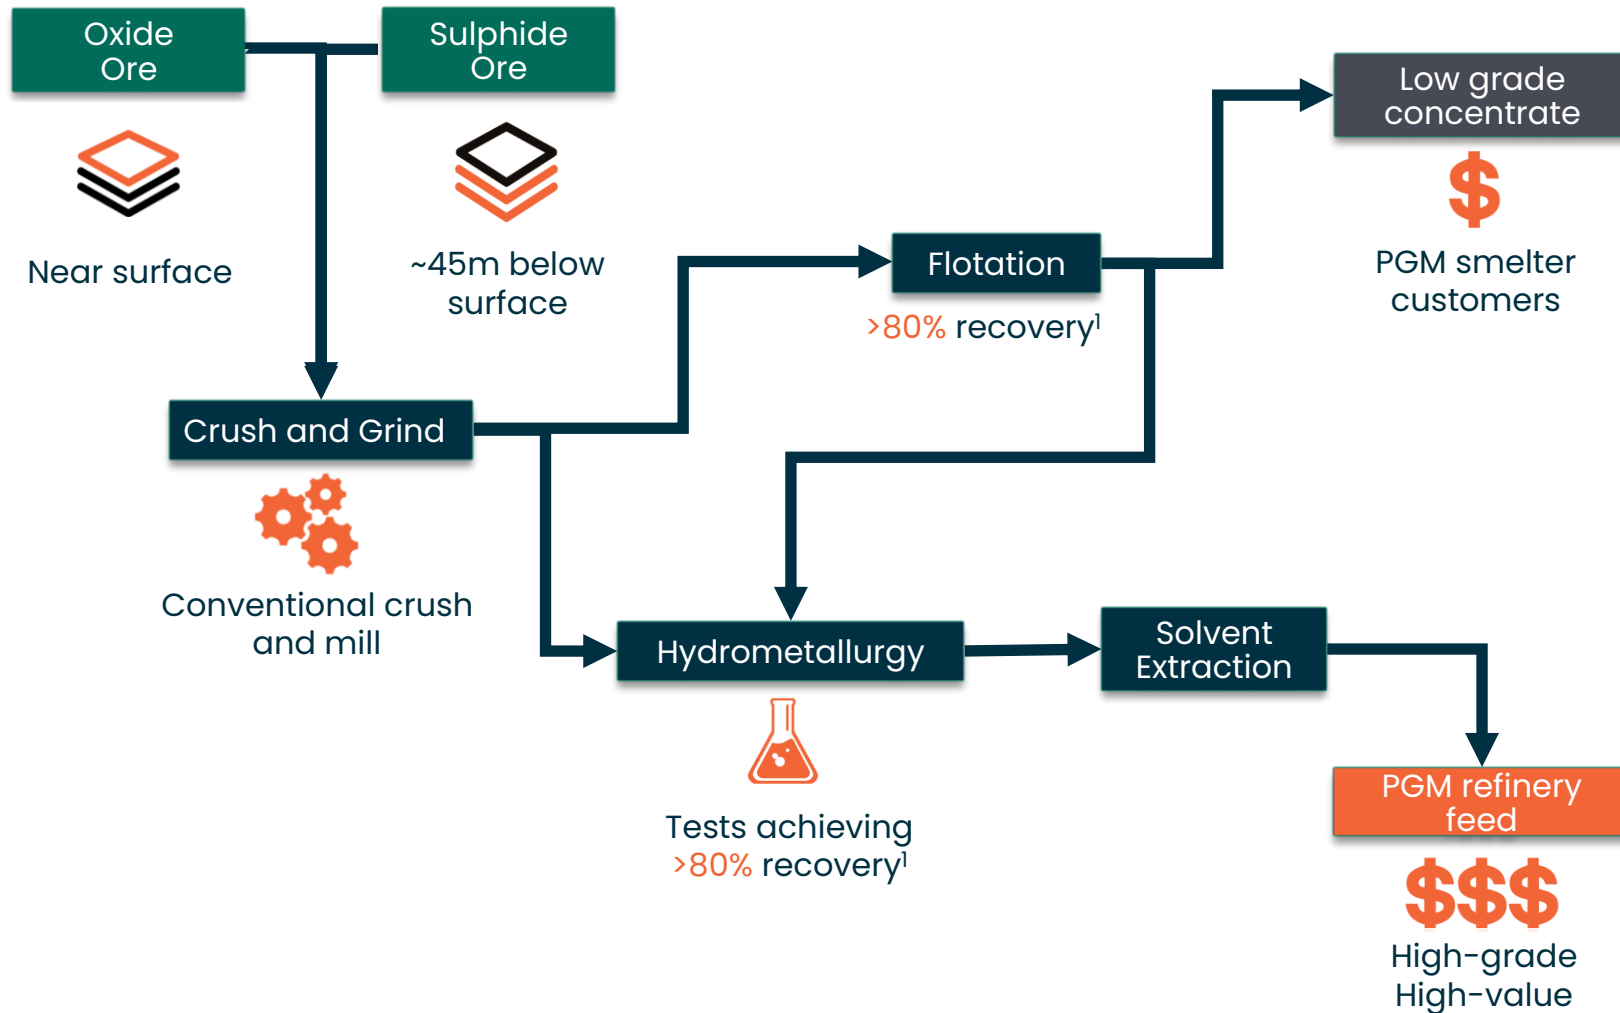 Oxide
Ore
Sulphide
Ore
Near surface
~45m below
surface
Crush and Grind
Conventional crush
and mill
Flotation
>80% recovery¹
Low grade
concentrate
$
PGM smelter
customers
Hydrometallurgy
Tests achieving
>80% recovery¹
Solvent
Extraction
PGM refinery
feed
$$$
High-grade
High-value